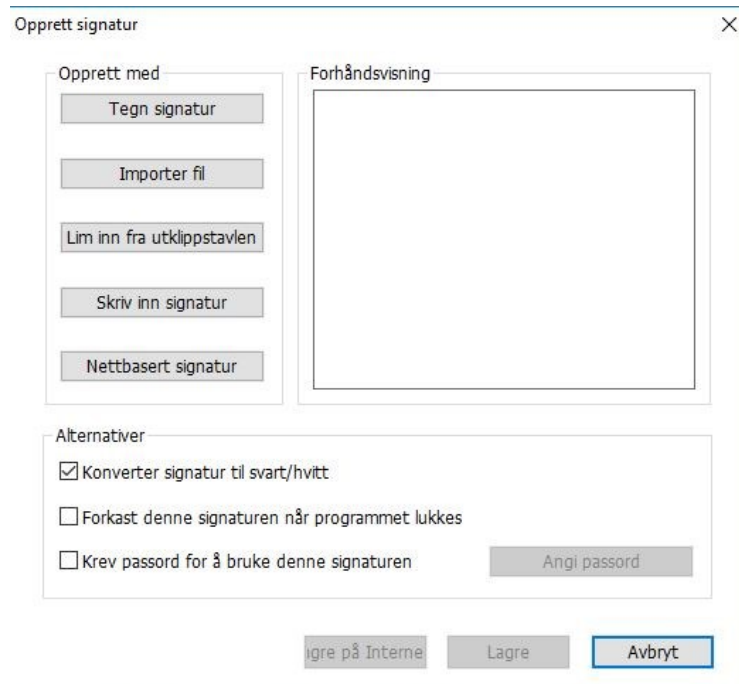 Opprett signatur
Opprett med
Tegn signatur
Importer fil
Lim inn fra utklippstavlen
Skriv inn signatur
Nettbasert signatur
Forhåndsvisning
Alternativer
Konverter signatur til svart/hvitt
Forkast denne signaturen når programmet lukkes
Krev passord for å bruke denne signaturen Angi passord
gre på Interne Lagre Avbryt